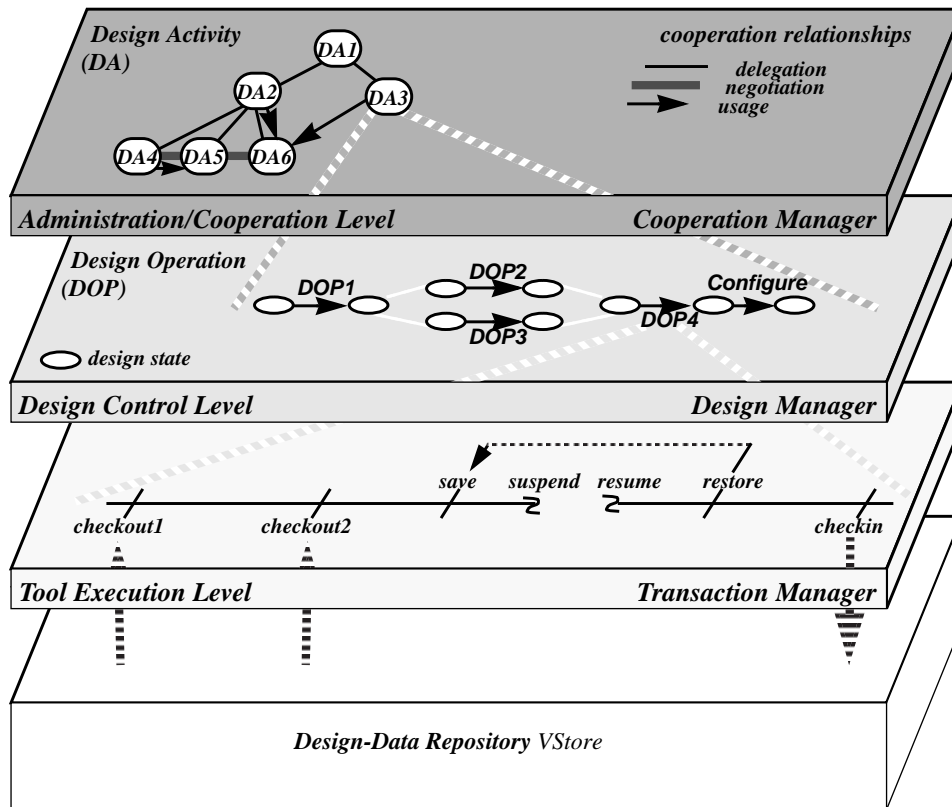 Design Activity
(DA)
cooperation relationships
delegation
negotiation
usage
DA1
DA2
DA3
DA4
DA5
DA6
Administration/Cooperation Level
Cooperation Manager
Design Operation
(DOP)
DOP1
DOP2
DOP3
DOP4
Configure
design state
Design Control Level
Design Manager
save
suspend
resume
restore
checkout1
checkout2
checkin
Tool Execution Level
Transaction Manager
Design-Data Repository VStore